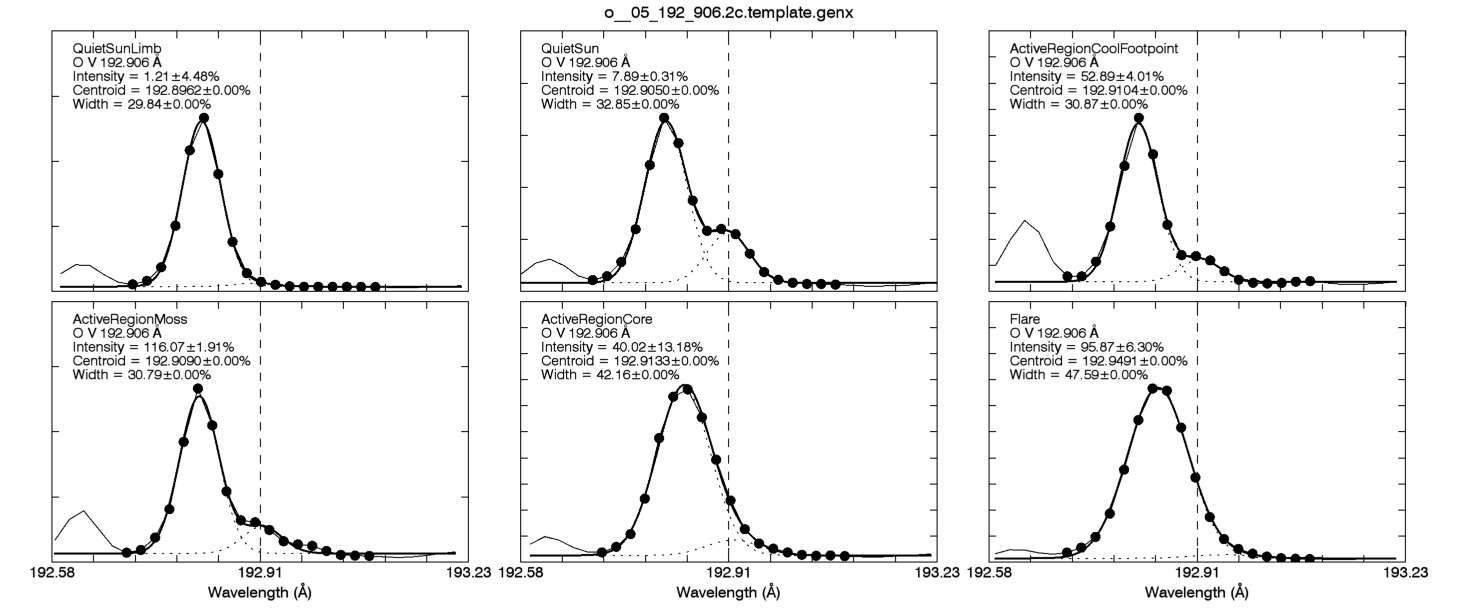 o__05_192_906.2c.template.genx
QuietSunLimb
O V 192.906 Å
Intensity = 1.21±4.48%
Centroid = 192.8962±0.00%
Width = 29.84±0.00%
QuietSun
O V 192.906 Å
Intensity = 7.89±0.31%
Centroid = 192.9050±0.00%
Width = 32.85±0.00%
ActiveRegionCoolFootpoint
O V 192.906 Å
Intensity = 52.89±4.01%
Centroid = 192.9104±0.00%
Width = 30.87±0.00%
ActiveRegionMoss
O V 192.906 Å
Intensity = 116.07±1.91%
Centroid = 192.9090±0.00%
Width = 30.79±0.00%
ActiveRegionCore
O V 192.906 Å
Intensity = 40.02±13.18%
Centroid = 192.9133±0.00%
Width = 42.16±0.00%
Flare
O V 192.906 Å
Intensity = 95.87±6.30%
Centroid = 192.9491±0.00%
Width = 47.59±0.00%
192.58 192.91 193.23
Wavelength (Å)
192.58 192.91 193.23
Wavelength (Å)
192.58 192.91 193.23
Wavelength (Å)